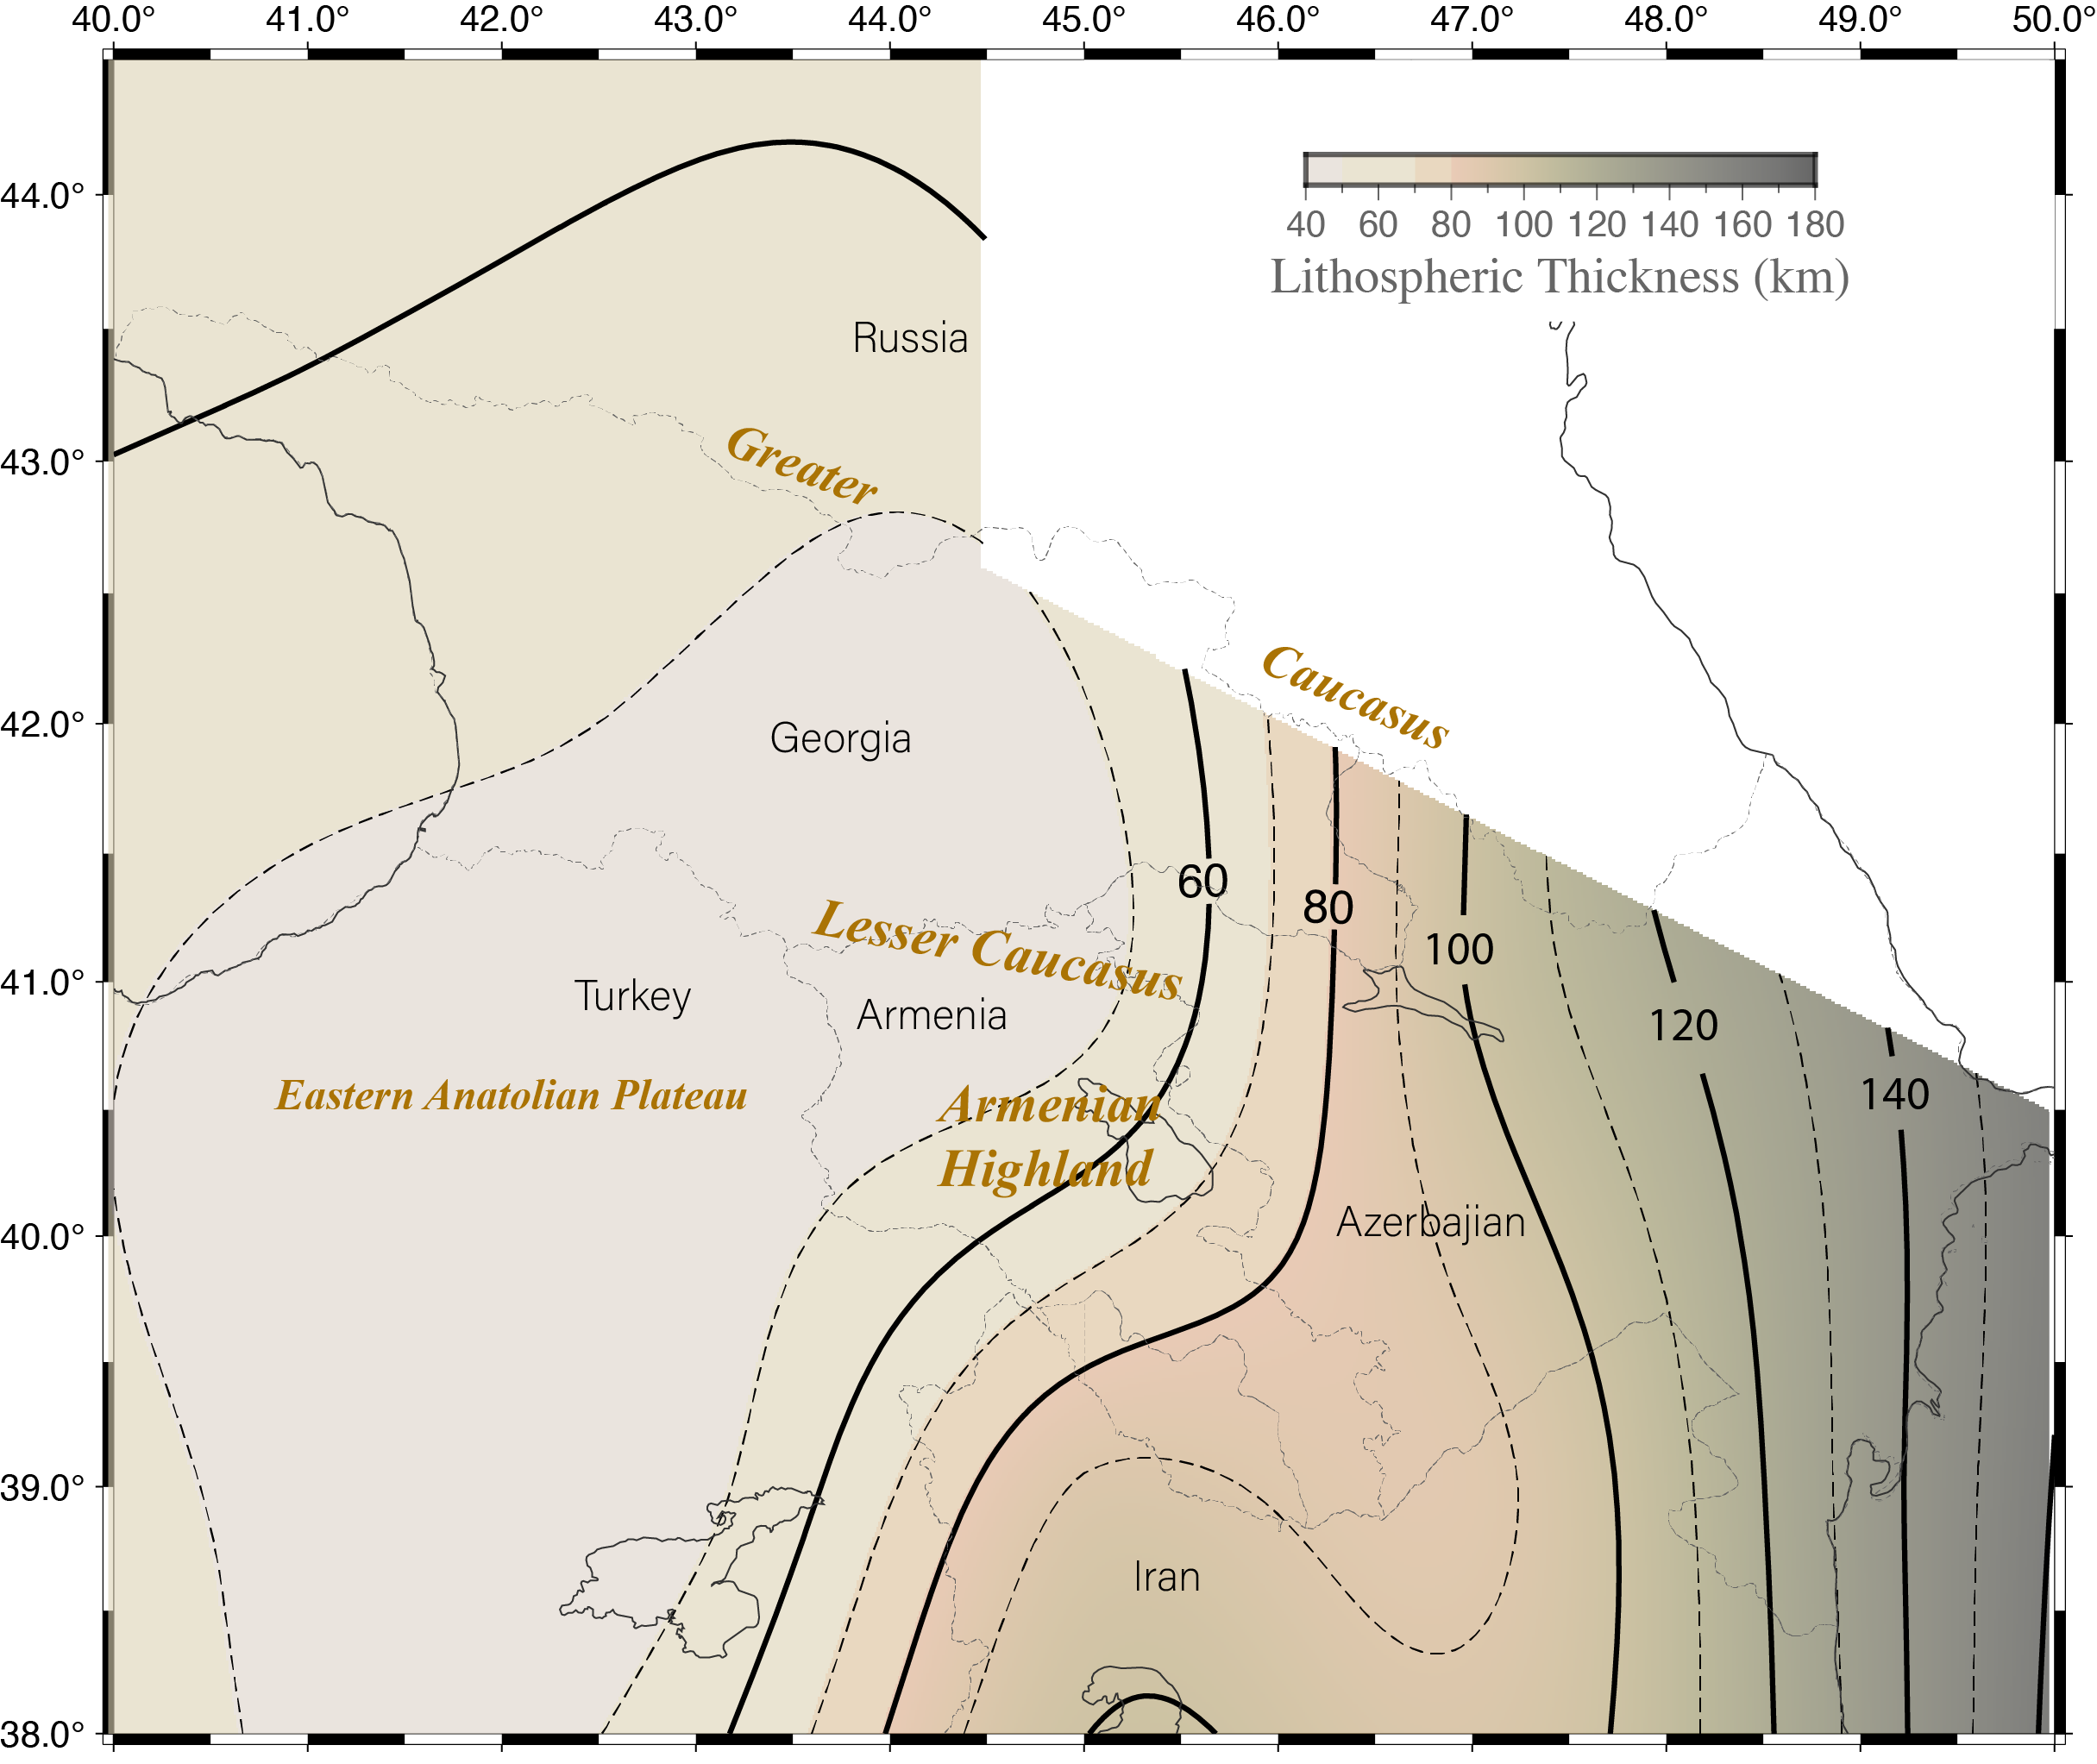 40.0° 41.0° 42.0° 43.0° 44.0° 45.0° 46.0° 47.0° 48.0° 49.0° 50.0°
44.0°
40 60 80 100 120 140 160 180
Lithospheric Thickness (km)
Russia
43.0°
Greater
Caucasus
42.0°
Georgia
60
80
100
Lesser Caucasus
41.0°
Turkey
Armenia
120
140
Eastern Anatolian Plateau
Armenian
Highland
40.0°
Azerbajian
39.0°
Iran
38.0°